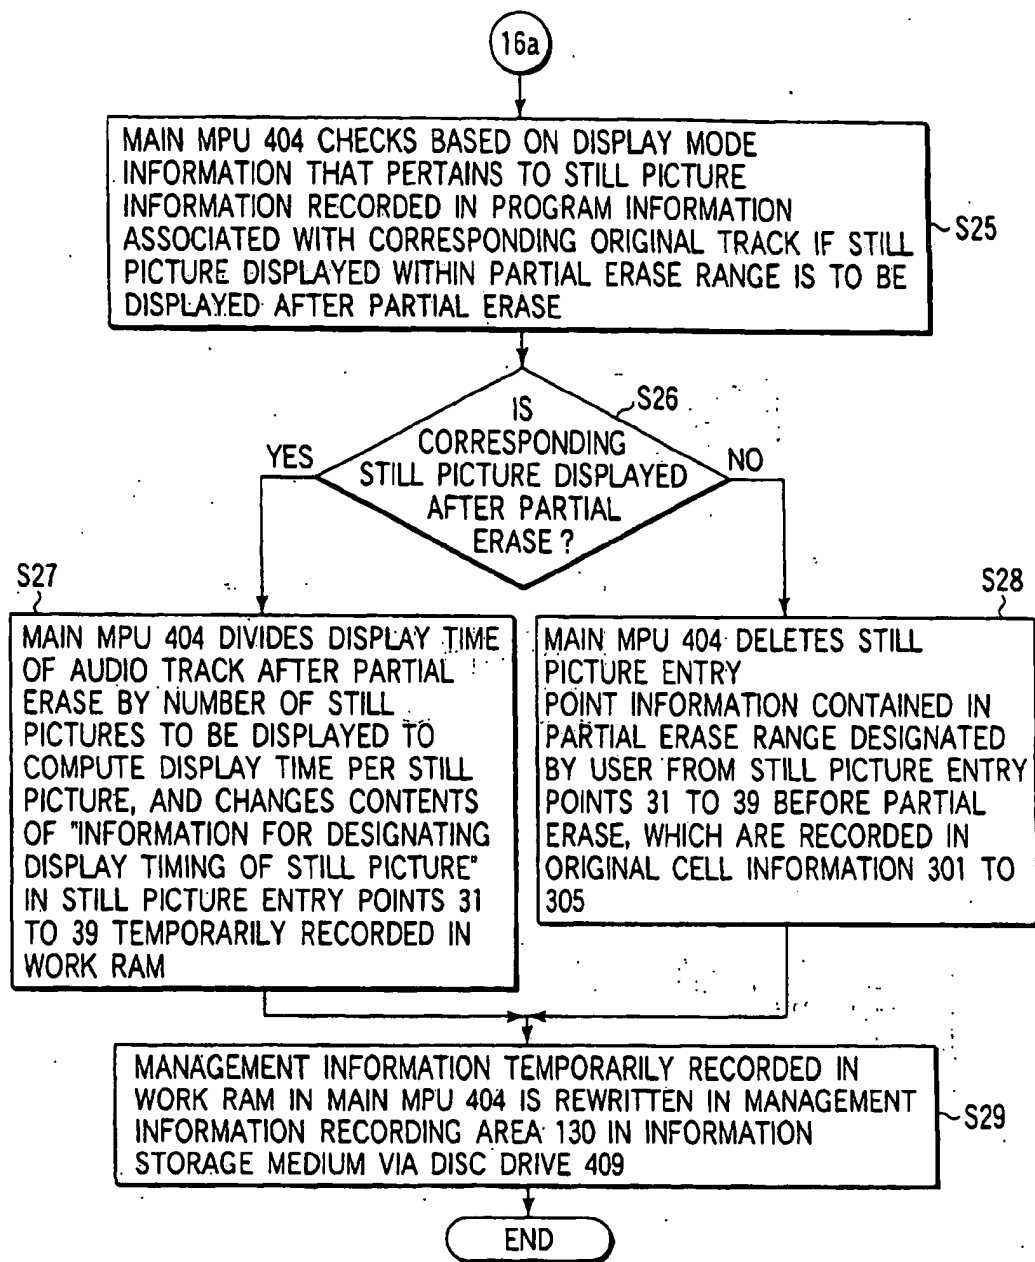 16a
MAIN MPU 404 CHECKS BASED ON DISPLAY MODE
INFORMATION THAT PERTAINS TO STILL PICTURE
INFORMATION RECORDED IN PROGRAM INFORMATION
ASSOCIATED WITH CORRESPONDING ORIGINAL TRACK IF STILL
PICTURE DISPLAYED WITHIN PARTIAL ERASE RANGE IS TO BE
DISPLAYED AFTER PARTIAL ERASE
S25
S26
IS
CORRESPONDING
STILL PICTURE DISPLAYED
AFTER PARTIAL
ERASE?
YES
NO
S27
MAIN MPU 404 DIVIDES DISPLAY TIME
OF AUDIO TRACK AFTER PARTIAL
ERASE BY NUMBER OF STILL
PICTURES TO BE DISPLAYED TO
COMPUTE DISPLAY TIME PER STILL
PICTURE, AND CHANGES CONTENTS
OF "INFORMATION FOR DESIGNATING
DISPLAY TIMING OF STILL PICTURE"
IN STILL PICTURE ENTRY POINTS 31
TO 39 TEMPORARILY RECORDED IN
WORK RAM
S28
MAIN MPU 404 DELETES STILL
PICTURE ENTRY
POINT INFORMATION CONTAINED IN
PARTIAL ERASE RANGE DESIGNATED
BY USER FROM STILL PICTURE ENTRY
POINTS 31 TO 39 BEFORE PARTIAL
ERASE, WHICH ARE RECORDED IN
ORIGINAL CELL INFORMATION 301 TO
305
MANAGEMENT INFORMATION TEMPORARILY RECORDED IN
WORK RAM IN MAIN MPU 404 IS REWRITTEN IN MANAGEMENT
INFORMATION RECORDING AREA 130 IN INFORMATION
STORAGE MEDIUM VIA DISC DRIVE 409
S29
END